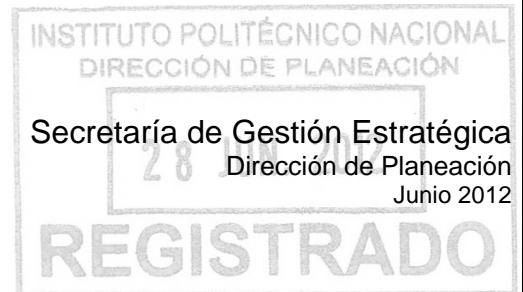 INSTITUTO POLITÉCNICO NACIONAL
DIRECCIÓN DE PLANEACIÓN
Secretaría de Gestión Estratégica
28 JUN. 2012
Dirección de Planeación
Junio 2012
REGISTRADO